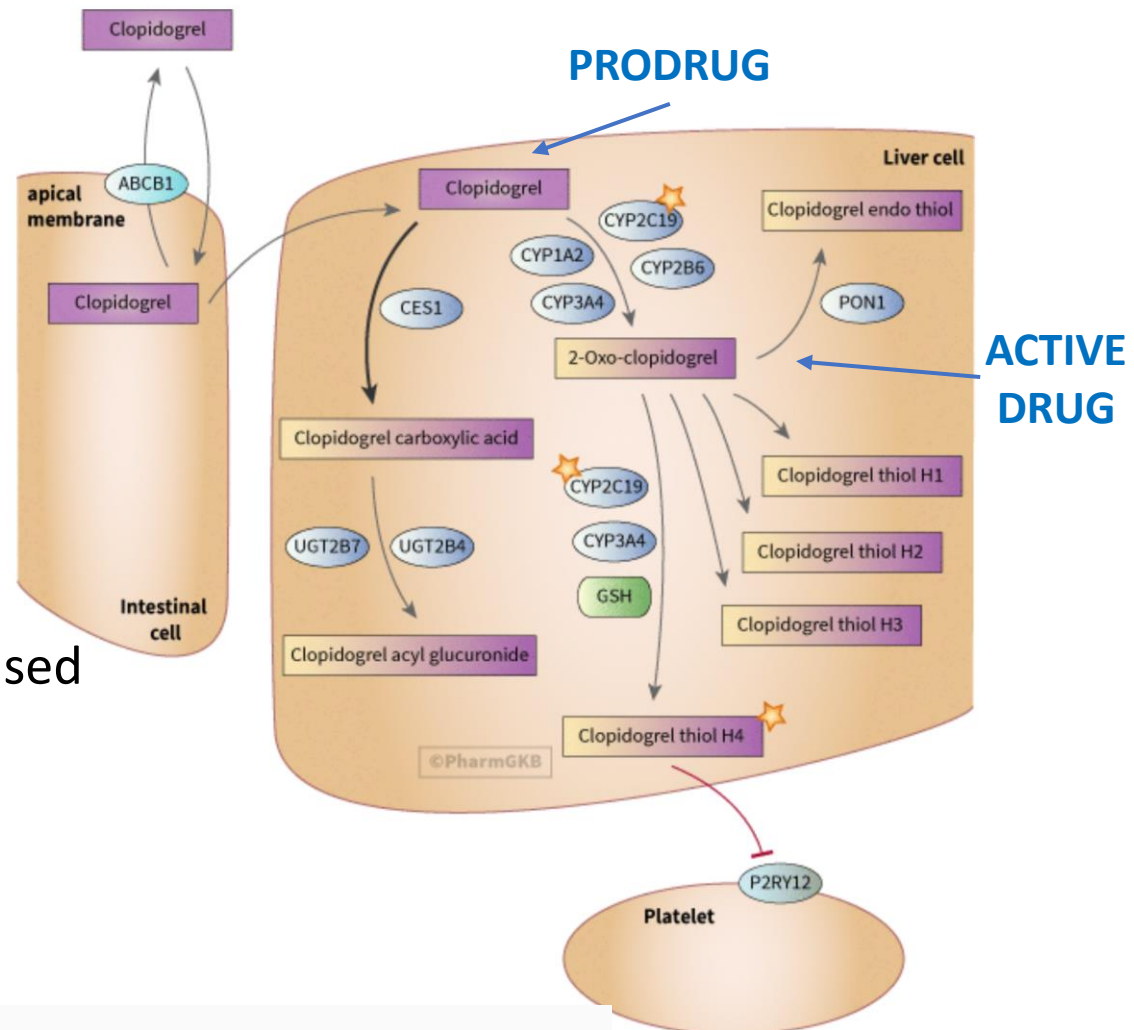 Clopidogrel
PRODRUG
Liver cell
apical
membrane
ABCB1
Clopidogrel
Clopidogrel
CYP2C19
Clopidogrel endo thiol
CYP1A2
CYP2B6
CES1
CYP3A4
PON1
2-Oxo-clopidogrel
ACTIVE
DRUG
Clopidogrel carboxylic acid
CYP2C19
Clopidogrel thiol H1
UGT2B7
UGT2B4
CYP3A4
Clopidogrel thiol H2
GSH
Clopidogrel thiol H3
Intestinal
cell
sed
Clopidogrel acyl glucuronide
Clopidogrel thiol H4
©PharmGKB
P2RY12
Platelet